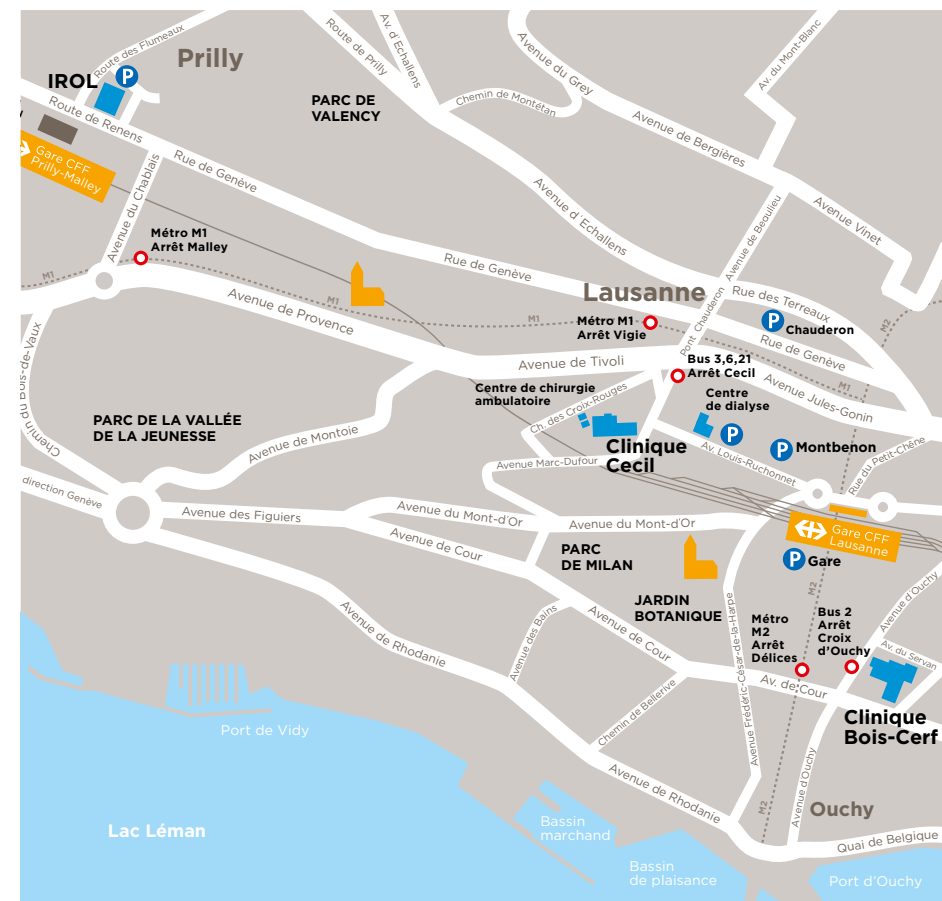 Route des Flumeaux
Prilly
Route de Prilly
Av. d'Echallens
Avenue du Grey
Av. du Mont-Blanc
IROL
P
PARC DE
VALENCY
Chemin de Montétan
Avenue de Bergières
Route de Renens
Gare CFF
Prilly-Malley
Rue de Genève
Avenue du Chablais
Avenue d'Echallens
Avenue de Beaulieu
Avenue Vinet
Métro M1
Arrêt Malley
M1
Rue de Genève
Avenue de Provence
M1
Lausanne
Rue des Terreaux
M2
Métro M1
Arrêt Vigie
M1
Pont Chauderon
P
Chauderon
Rue de Genève
Chemin du Bois-de-Vaux
Avenue de Tivoli
Bus 3,6,21
Arrêt Cecil
M1
Avenue Jules-Gonin
Centre de chirurgie
ambulatoire
Ch. des Croix-Rouges
Centre
de dialyse
PARC DE LA VALLÉE
DE LA JEUNESSE
Avenue de Montoie
Clinique
Cecil
P
P
Montbenon
Avenue Marc-Dufour
Av. Louis-Ruchonnet
Rue du Petit-Chêne
direction Genève
Avenue des Figuiers
Avenue du Mont-d'Or
Avenue du Mont-d'Or
Gare CFF
Lausanne
Avenue de Cour
PARC
DE MILAN
P
Gare
M2
Avenue d'Ouchy
JARDIN
BOTANIQUE
Avenue Frédéric-César-de-la-Harpe
Métro
M2
Arrêt
Délices
Bus 2
Arrêt
Croix
d'Ouchy
Av. du Servan
Avenue de Rhodanie
Avenue des Bains
Avenue de Cour
Av. de Cour
Chemin de Bellerive
Clinique
Bois-Cerf
Port de Vidy
Avenue d'Ouchy
Avenue de Rhodanie
M2
Ouchy
Lac Léman
Bassin
marchand
Quai de Belgique
Bassin
de plaisance
Port d'Ouchy